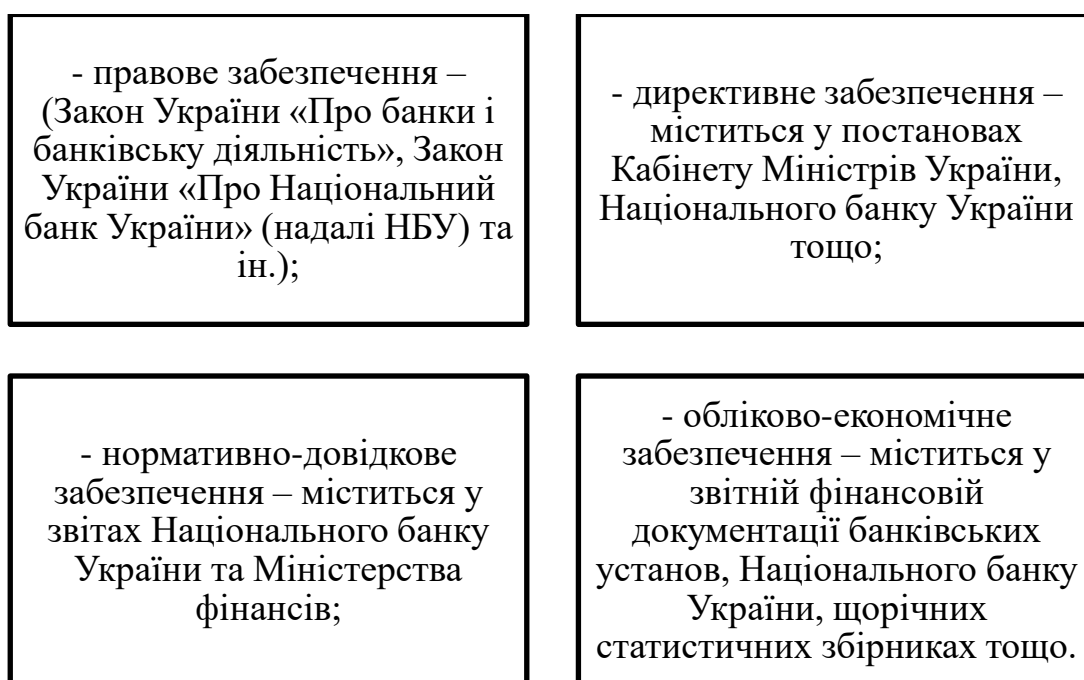 - правове забезпечення –
(Закон України «Про банки і
банківську діяльність», Закон
України «Про Національний
банк України» (надалі НБУ) та
ін.);
- директивне забезпечення –
міститься у постановах
Кабінету Міністрів України,
Національного банку України
тощо;
- нормативно-довідкове
забезпечення – міститься у
звітах Національного банку
України та Міністерства
фінансів;
- обліково-економічне
забезпечення – міститься у
звітній фінансовій
документації банківських
установ, Національного банку
України, щорічних
статистичних збірниках тощо.